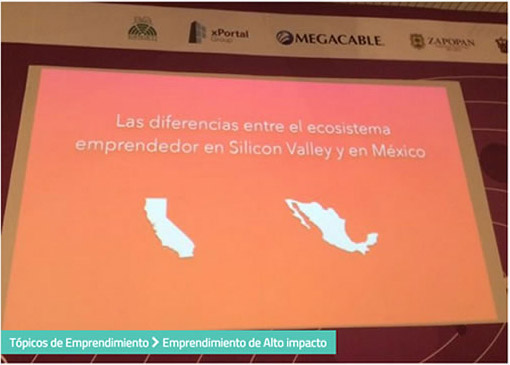 xPortal
Group
MEGACABLE
ZAPOPAN
Las diferencias entre el ecosistema
emprendedor en Silicon Valley y en México
Tópicos de Emprendimiento > Emprendimiento de Alto impacto